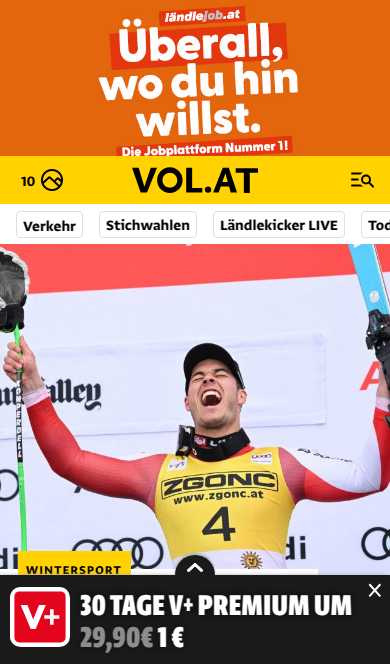 ländlejob.at
Überall,
wo du hin
willst.
Die Jobplattform Nummer 1!
10
VOL.AT
Verkehr
Stichwahlen
Ländlekicker LIVE
Tod
Valley
ZGONC
www.zgonc.at
4
WINTERSPORT
V+
30 TAGE V+ PREMIUM UM
29,90€ 1 €